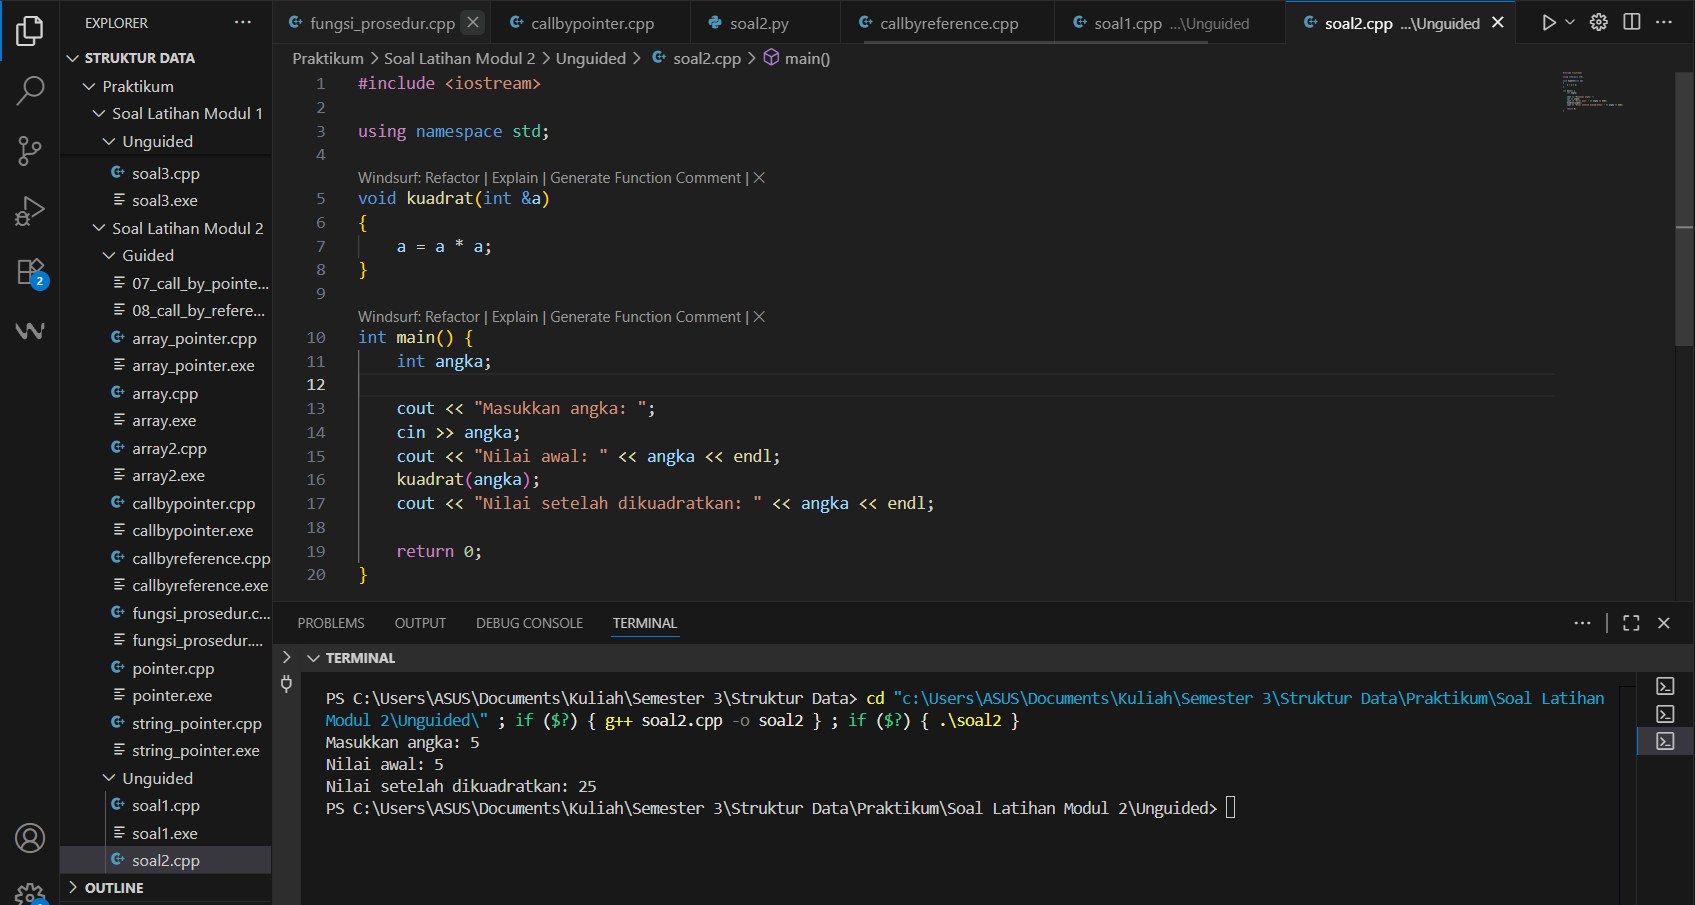 EXPLORER
STRUKTUR DATA
Praktikum
Soal Latihan Modul 1
Unguided
soal3.cpp
soal3.exe
Soal Latihan Modul 2
Guided
07_call_by_pointe...
08_call_by_refere...
array_pointer.cpp
array_pointer.exe
array.cpp
array.exe
array2.cpp
array2.exe
callbypointer.cpp
callbypointer.exe
callbyreference.cpp
callbyreference.exe
fungsi_prosedur.c...
fungsi_prosedur....
pointer.cpp
pointer.exe
string_pointer.cpp
string_pointer.exe
Unguided
soal1.cpp
soal1.exe
soal2.cpp
OUTLINE
2
fungsi_prosedur.cpp callbypointer.cpp soal2.py callbyreference.cpp soal1.cpp ...\Unguided soal2.cpp ...\Unguided
Praktikum > Soal Latihan Modul 2 > Unguided > soal2.cpp > main()
1 #include <iostream>
2
3 using namespace std;
4
Windsurf: Refactor | Explain | Generate Function Comment | ×
5 void kuadrat(int &a)
6 {
7 a = a * a;
8 }
9
Windsurf: Refactor | Explain | Generate Function Comment | ×
10 int main() {
11 int angka;
12
13 cout << "Masukkan angka: ";
14 cin >> angka;
15 cout << "Nilai awal: " << angka << endl;
16 kuadrat(angka);
17 cout << "Nilai setelah dikuadratkan: " << angka << endl;
18
19 return 0;
20 }
PROBLEMS OUTPUT DEBUG CONSOLE TERMINAL
TERMINAL
PS C:\Users\ASUS\Documents\Kuliah\Semester 3\Struktur Data> cd "c:\Users\ASUS\Documents\Kuliah\Semester 3\Struktur Data\Praktikum\Soal Latihan
Modul 2\Unguided\" ; if ($?) { g++ soal2.cpp -o soal2 } ; if ($?) { .\soal2 }
Masukkan angka: 5
Nilai awal: 5
Nilai setelah dikuadratkan: 25
PS C:\Users\ASUS\Documents\Kuliah\Semester 3\Struktur Data\Praktikum\Soal Latihan Modul 2\Unguided>